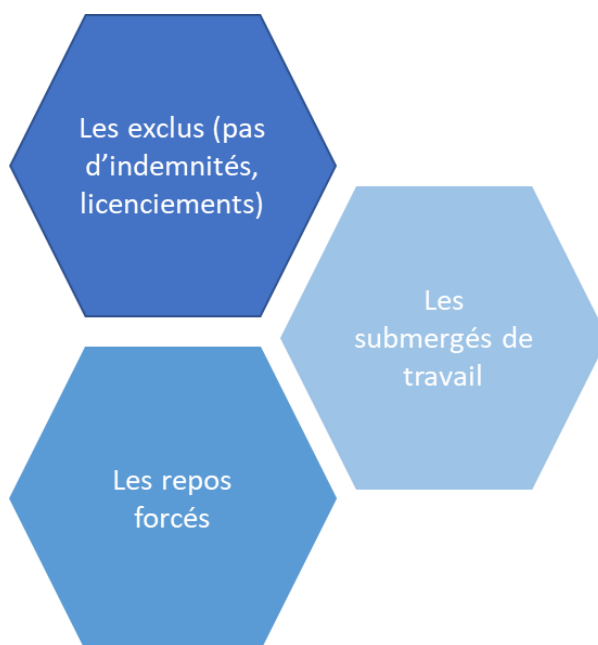 Les exclus (pas
d’indemnités,
licenciements)
Les
submergés de
travail
Les repos
forcés